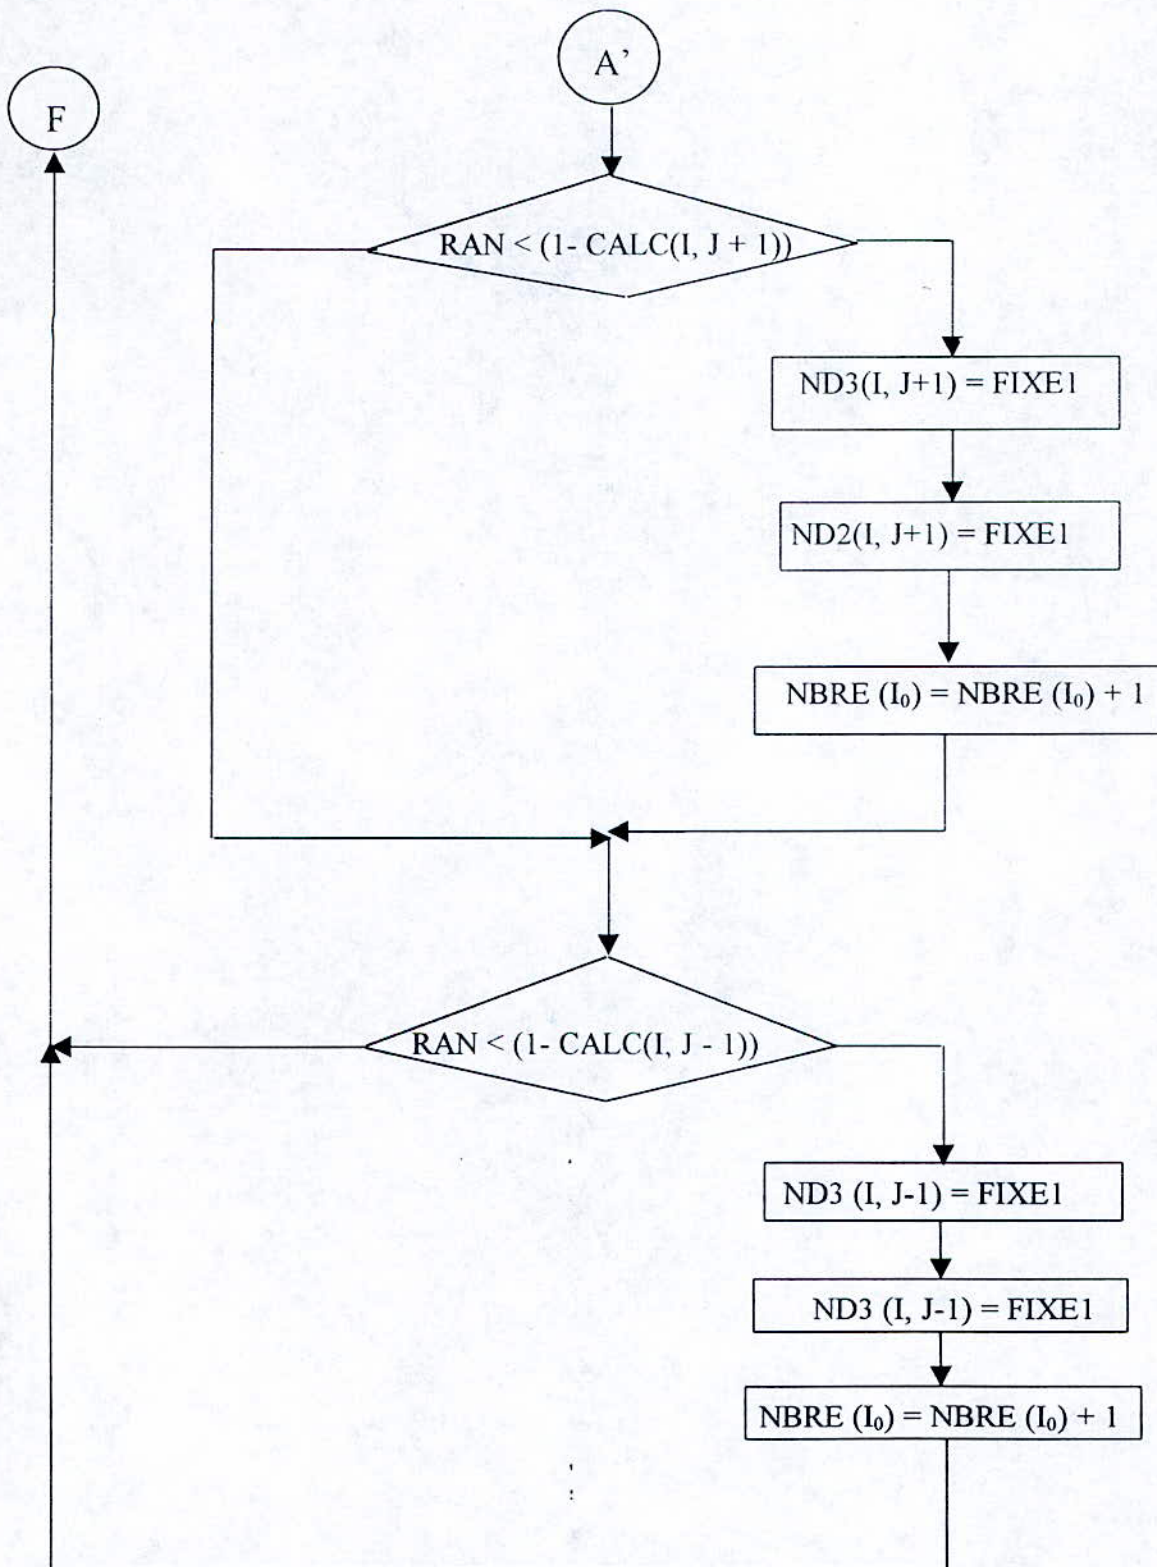 A’
F
RAN < (1- CALC(I, J + 1))
ND3(I, J+1) = FIXE1
ND2(I, J+1) = FIXE1
NBRE (I₀) = NBRE (I₀) + 1
RAN < (1- CALC(I, J - 1))
ND3 (I, J-1) = FIXE1
ND3 (I, J-1) = FIXE1
NBRE (I₀) = NBRE (I₀) + 1